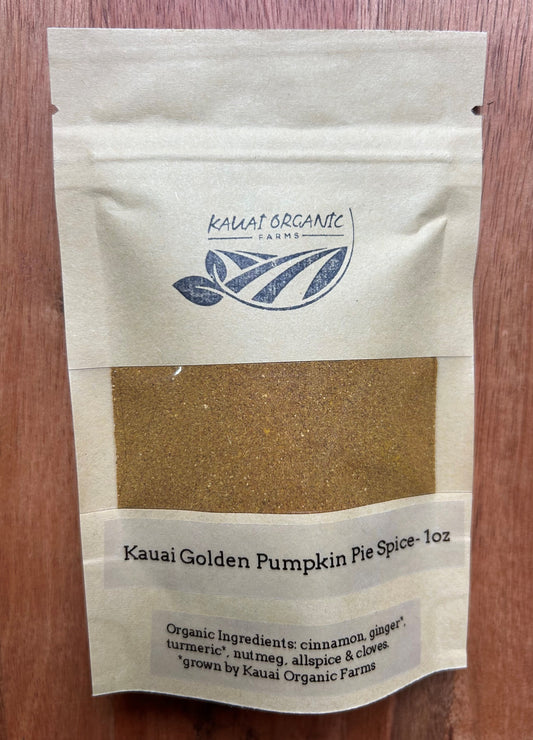 KAUAI ORGANIC
FARMS
Kauai Golden Pumpkin Pie Spice- 1oz
Organic Ingredients: cinnamon, ginger*,
turmeric*, nutmeg, allspice & cloves.
*grown by Kauai Organic Farms